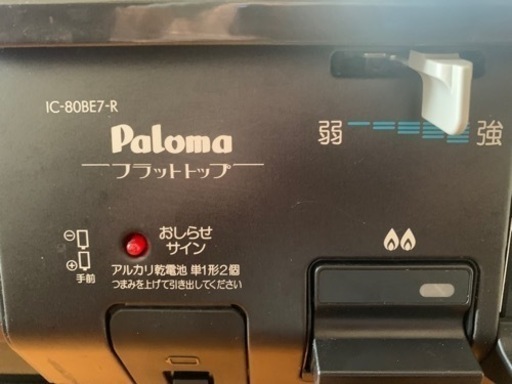 IC-80BE7-R
Paloma
フラットトップ
弱 強
⊖
⊕
手前
おしらせ
サイン
アルカリ乾電池 単1形2個
つまみを上げて引き出してください